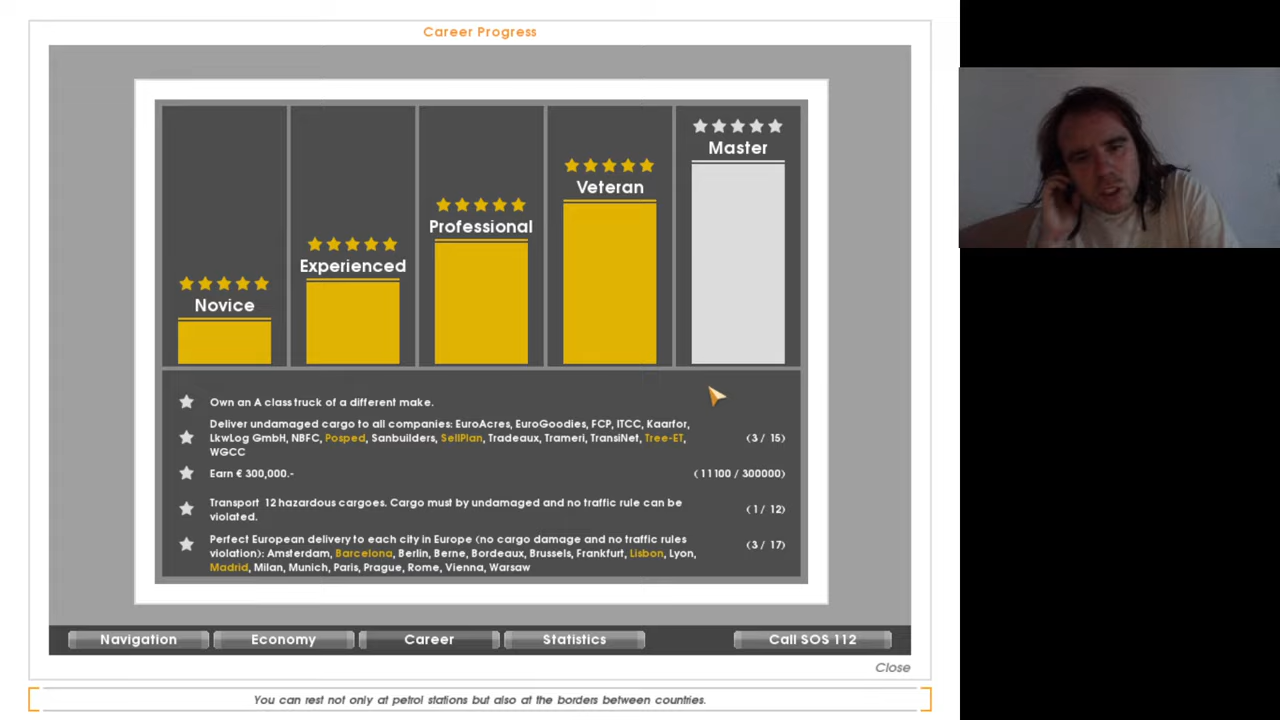 Career Progress
Master
Veteran
Professional
Experienced
Novice
Own an A class truck of a different make.
Deliver undamaged cargo to all companies: EuroAcres, EuroGoodies, FCP, ITCC, Kaarfor,
LkwLog GmbH, NBFC, Posped, Sanbuilders, SellPlan, Tradeaux, Trameri, TransiNet, Tree-ET,
WGCC
(3 / 15)
Earn € 300,000.-
(11100 / 300000)
Transport 12 hazardous cargoes. Cargo must by undamaged and no traffic rule can be
violated.
(1 / 12)
Perfect European delivery to each city in Europe (no cargo damage and no traffic rules
violation): Amsterdam, Barcelona, Berlin, Berne, Bordeaux, Brussels, Frankfurt, Lisbon, Lyon,
Madrid, Milan, Munich, Paris, Prague, Rome, Vienna, Warsaw
(3 / 17)
Navigation
Economy
Career
Statistics
Call SOS 112
Close
You can rest not only at petrol stations but also at the borders between countries.